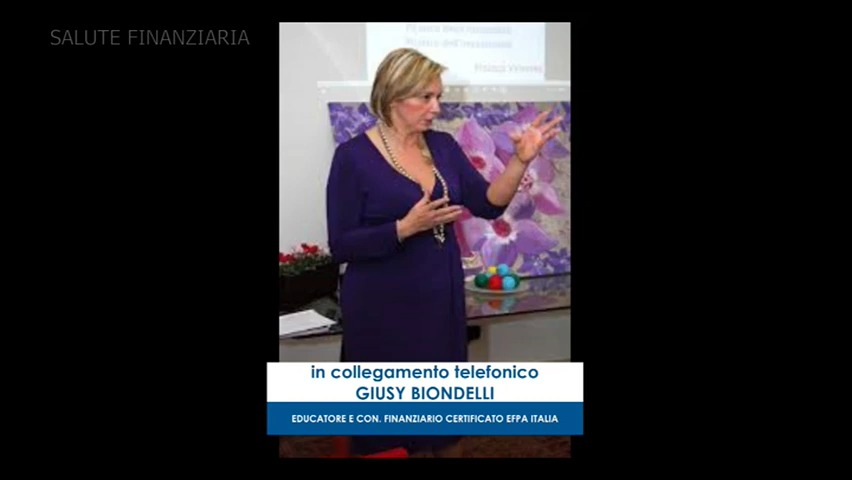 SALUTE FINANZIARIA
in collegamento telefonico
GIUSY BIONDELLI
EDUCATORE E CON. FINANZIARIO CERTIFICATO EFPA ITALIA